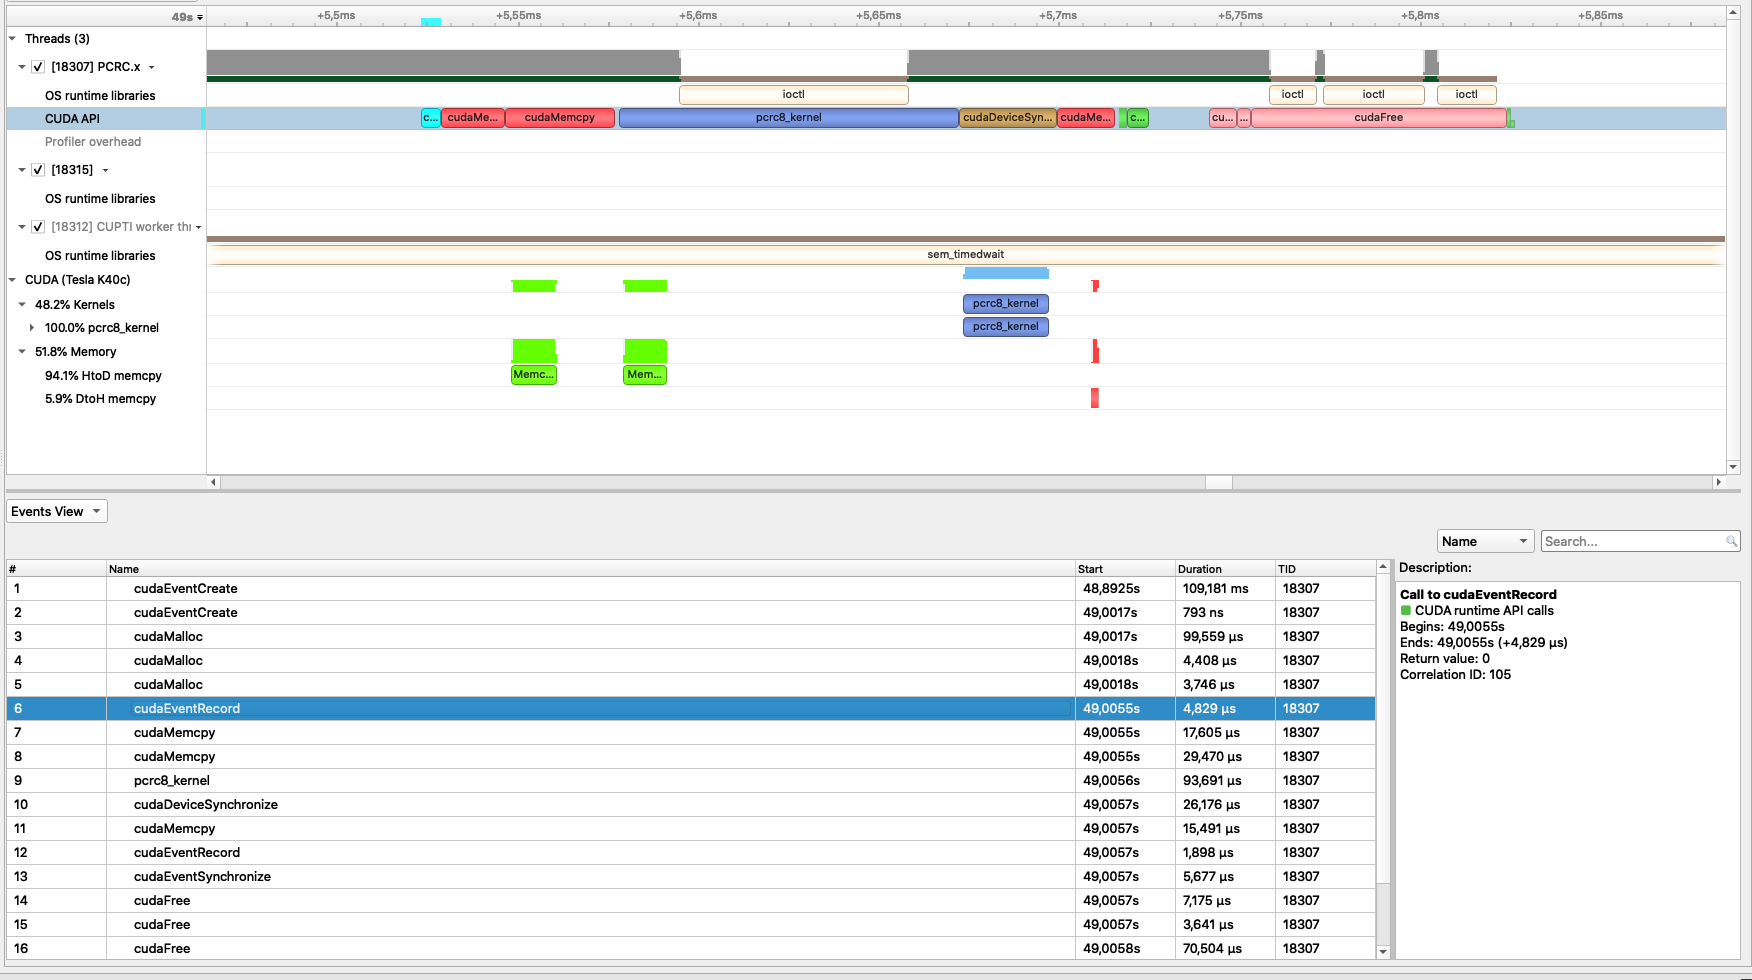 49s
+5,5ms +5,55ms +5,6ms +5,65ms +5,7ms +5,75ms +5,8ms +5,85ms
Threads (3)
[18307] PCRC.x
OS runtime libraries
ioctl ioctl ioctl ioctl
CUDA API
c... cudaMe... cudaMemcpy pcrc8_kernel cudaDeviceSyn... cudaMe... c... cu... ... cudaFree
Profiler overhead
[18315]
OS runtime libraries
[18312] CUPTI worker thr
OS runtime libraries
sem_timedwait
CUDA (Tesla K40c)
48.2% Kernels
pcrc8_kernel
100.0% pcrc8_kernel
pcrc8_kernel
51.8% Memory
94.1% HtoD memcpy
Memc... Mem...
5.9% DtoH memcpy
Events View
Name Search...
# Name Start Duration TID
1 cudaEventCreate 48,8925s 109,181 ms 18307
2 cudaEventCreate 49,0017s 793 ns 18307
3 cudaMalloc 49,0017s 99,559 µs 18307
4 cudaMalloc 49,0018s 4,408 µs 18307
5 cudaMalloc 49,0018s 3,746 µs 18307
6 cudaEventRecord 49,0055s 4,829 µs 18307
7 cudaMemcpy 49,0055s 17,605 µs 18307
8 cudaMemcpy 49,0055s 29,470 µs 18307
9 pcrc8_kernel 49,0056s 93,691 µs 18307
10 cudaDeviceSynchronize 49,0057s 26,176 µs 18307
11 cudaMemcpy 49,0057s 15,491 µs 18307
12 cudaEventRecord 49,0057s 1,898 µs 18307
13 cudaEventSynchronize 49,0057s 5,677 µs 18307
14 cudaFree 49,0057s 7,175 µs 18307
15 cudaFree 49,0057s 3,641 µs 18307
16 cudaFree 49,0058s 70,504 µs 18307
Description:
Call to cudaEventRecord
CUDA runtime API calls
Begins: 49,0055s
Ends: 49,0055s (+4,829 µs)
Return value: 0
Correlation ID: 105